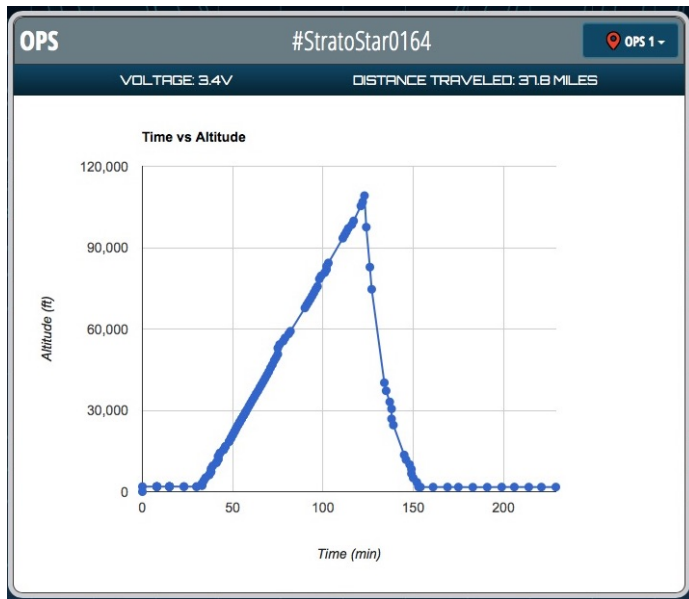 OPS
#StratoStar0164
OPS 1
VOLTAGE: 3.4V
DISTANCE TRAVELED: 37.8 MILES
Time vs Altitude
120,000
90,000
60,000
30,000
0
Altitude (ft)
0 50 100 150 200
Time (min)